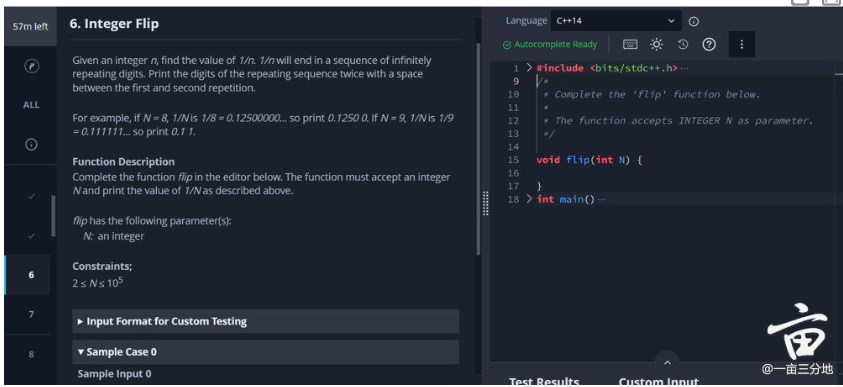 57m left
ALL
6
7
8
6. Integer Flip
Given an integer n, find the value of 1/n. 1/n will end in a sequence of infinitely
repeating digits. Print the digits of the repeating sequence twice with a space
between the first and second repetition.
For example, if N = 8, 1/N is 1/8 = 0.12500000... so print 0.1250 0. If N = 9, 1/N is 1/9
= 0.111111... so print 0.1 1.
Function Description
Complete the function flip in the editor below. The function must accept an integer
N and print the value of 1/N as described above.
flip has the following parameter(s):
N: an integer
Constraints;
2 ≤ N ≤ 10⁵
▸ Input Format for Custom Testing
▾ Sample Case 0
Sample Input 0
Language C++14
Autocomplete Ready
1 > #include <bits/stdc++.h>⋯
9 /*
10 * Complete the 'flip' function below.
11 *
12 * The function accepts INTEGER N as parameter.
13 */
14
15 void flip(int N) {
16
17 }
18 > int main()⋯
Test Results
Custom Input
亩
@一亩三分地